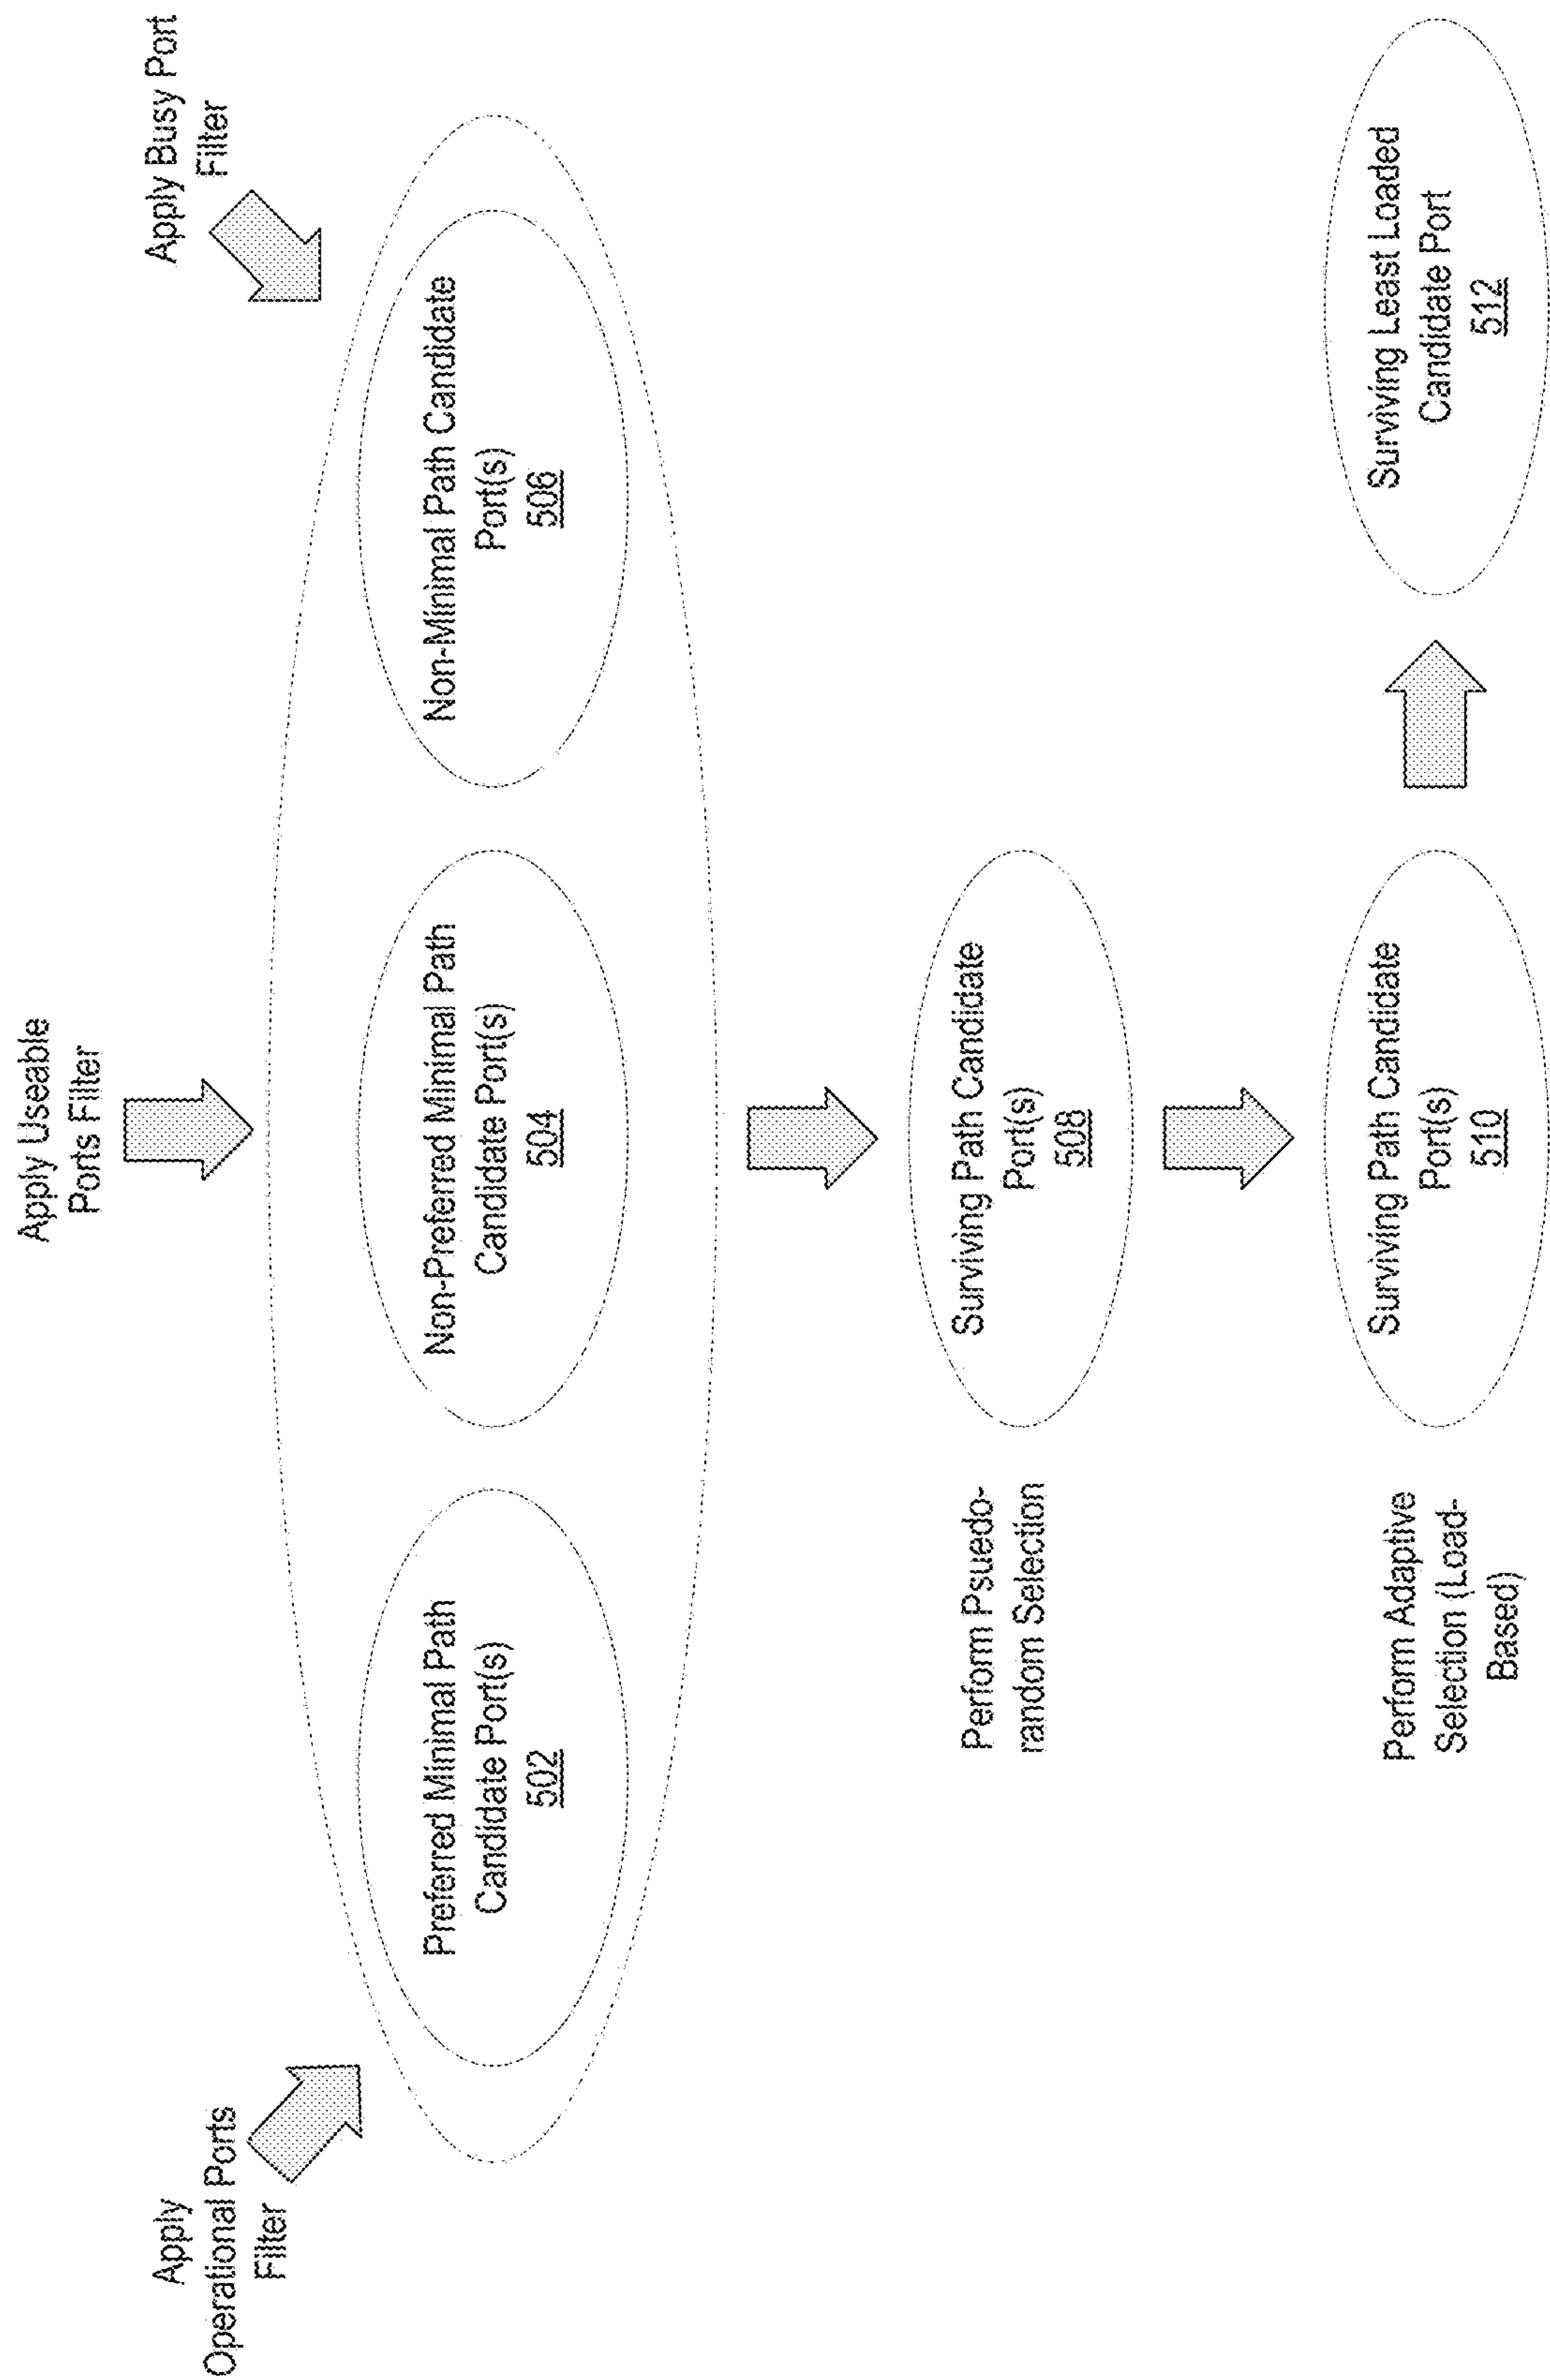 Apply
Operational Ports
Filter
Apply Useable
Ports Filter
Apply Busy Port
Filter
Preferred Minimal Path
Candidate Port(s)
502
Non-Preferred Minimal Path
Candidate Port(s)
504
Non-Minimal Path Candidate
Port(s)
506
Perform Psuedo-
random Selection
Surviving Path Candidate
Port(s)
508
Perform Adaptive
Selection (Load-
Based)
Surviving Path Candidate
Port(s)
510
Surviving Least Loaded
Candidate Port
512